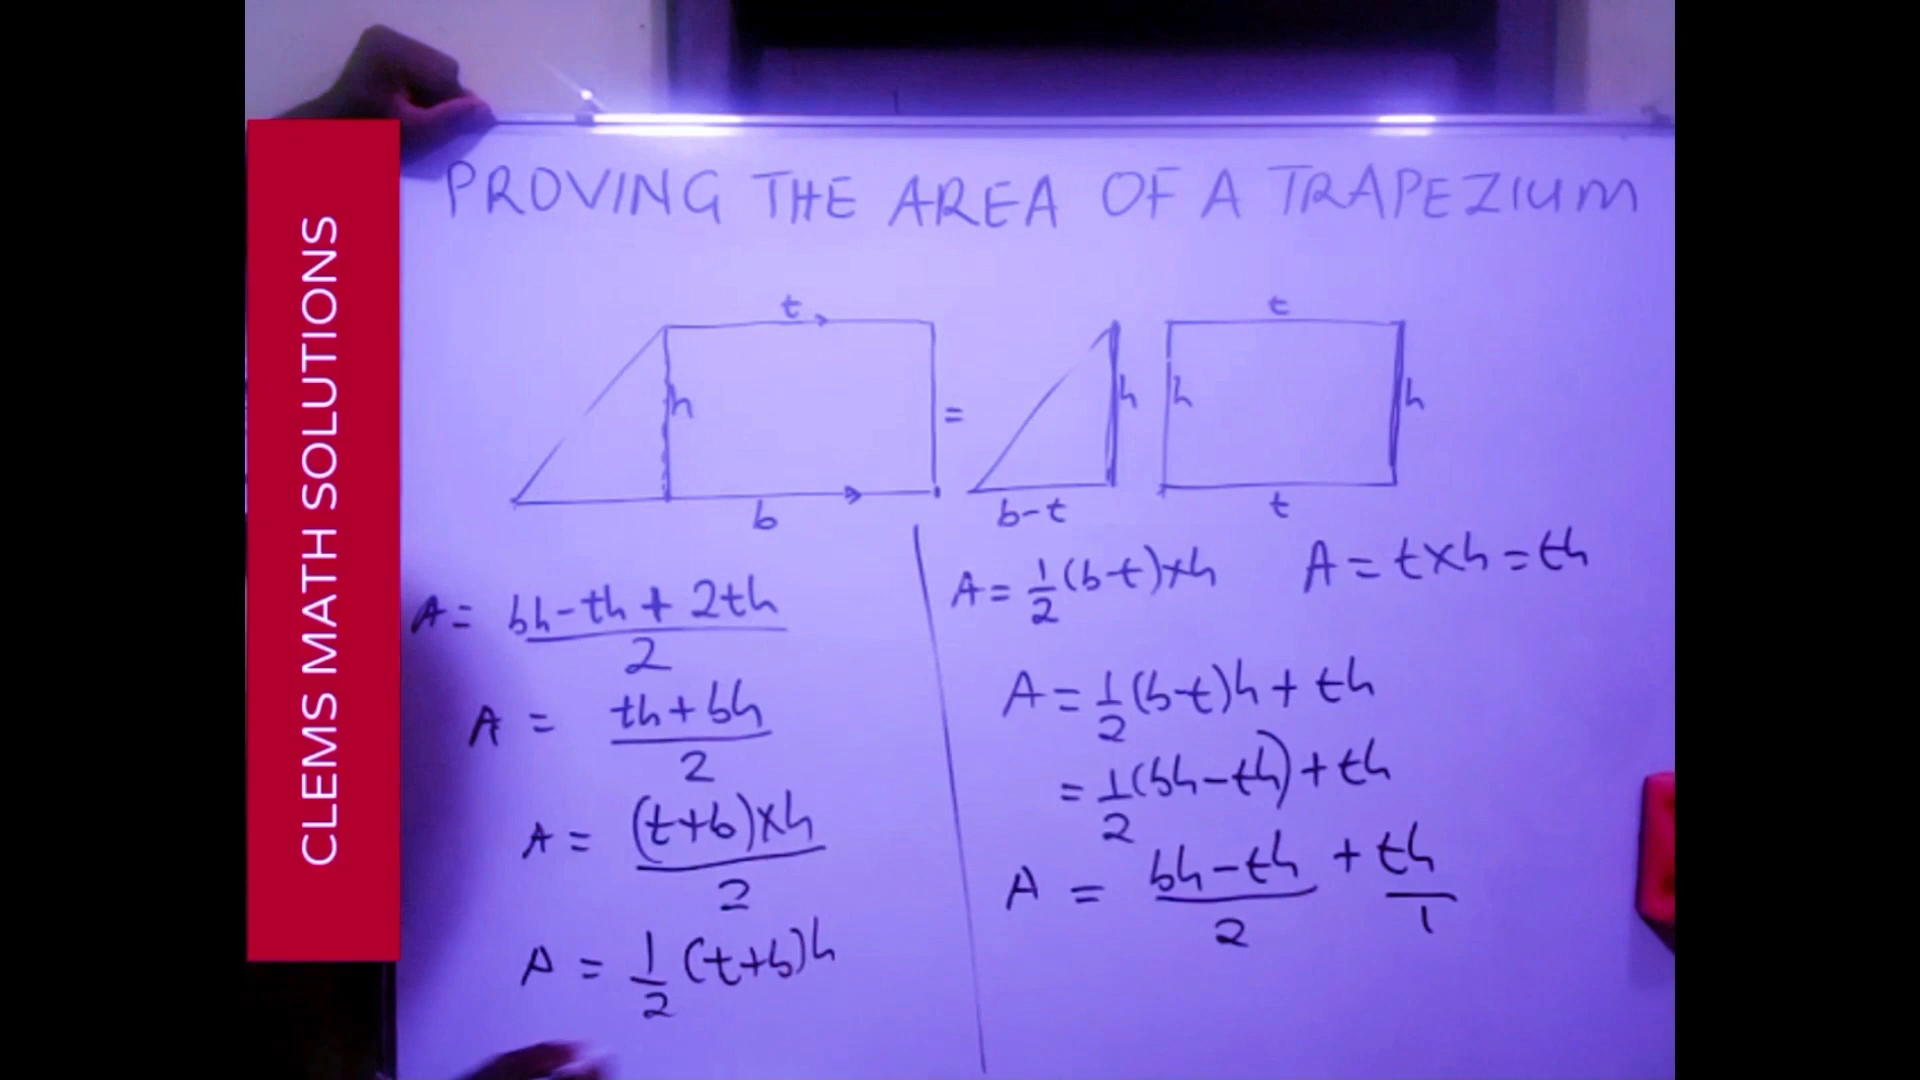 CLEMS MATH SOLUTIONS
PROVING THE AREA OF A TRAPEZIUM
t
h
b
=
h
b-t
t
h
h
t
A = ½(b-t)×h
A = t×h = th
A = ½(b-t)h + th
= ½(bh-th) + th
A = (bh-th)/2 + th/1
A = (bh-th+2th)/2
A = (th+bh)/2
A = ((t+b)×h)/2
A = ½(t+b)h